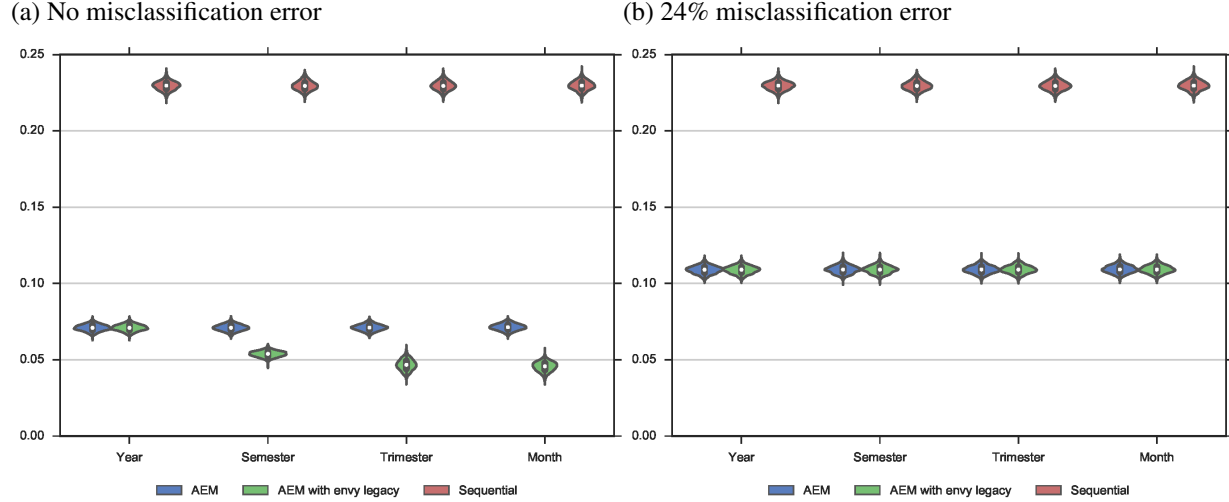 (a) No misclassification error
0.25
0.20
0.15
0.10
0.05
0.00
Year Semester Trimester Month
AEM AEM with envy legacy Sequential
(b) 24% misclassification error
0.25
0.20
0.15
0.10
0.05
0.00
Year Semester Trimester Month
AEM AEM with envy legacy Sequential